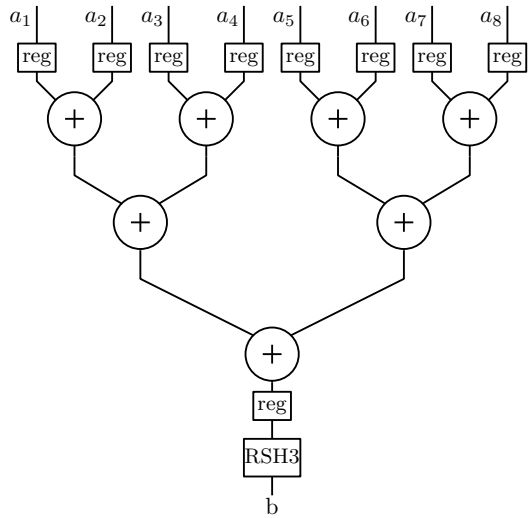 a₁ a₂ a₃ a₄ a₅ a₆ a₇ a₈
reg reg reg reg reg reg reg reg
+ + + +
+ +
+
reg
RSH3
b